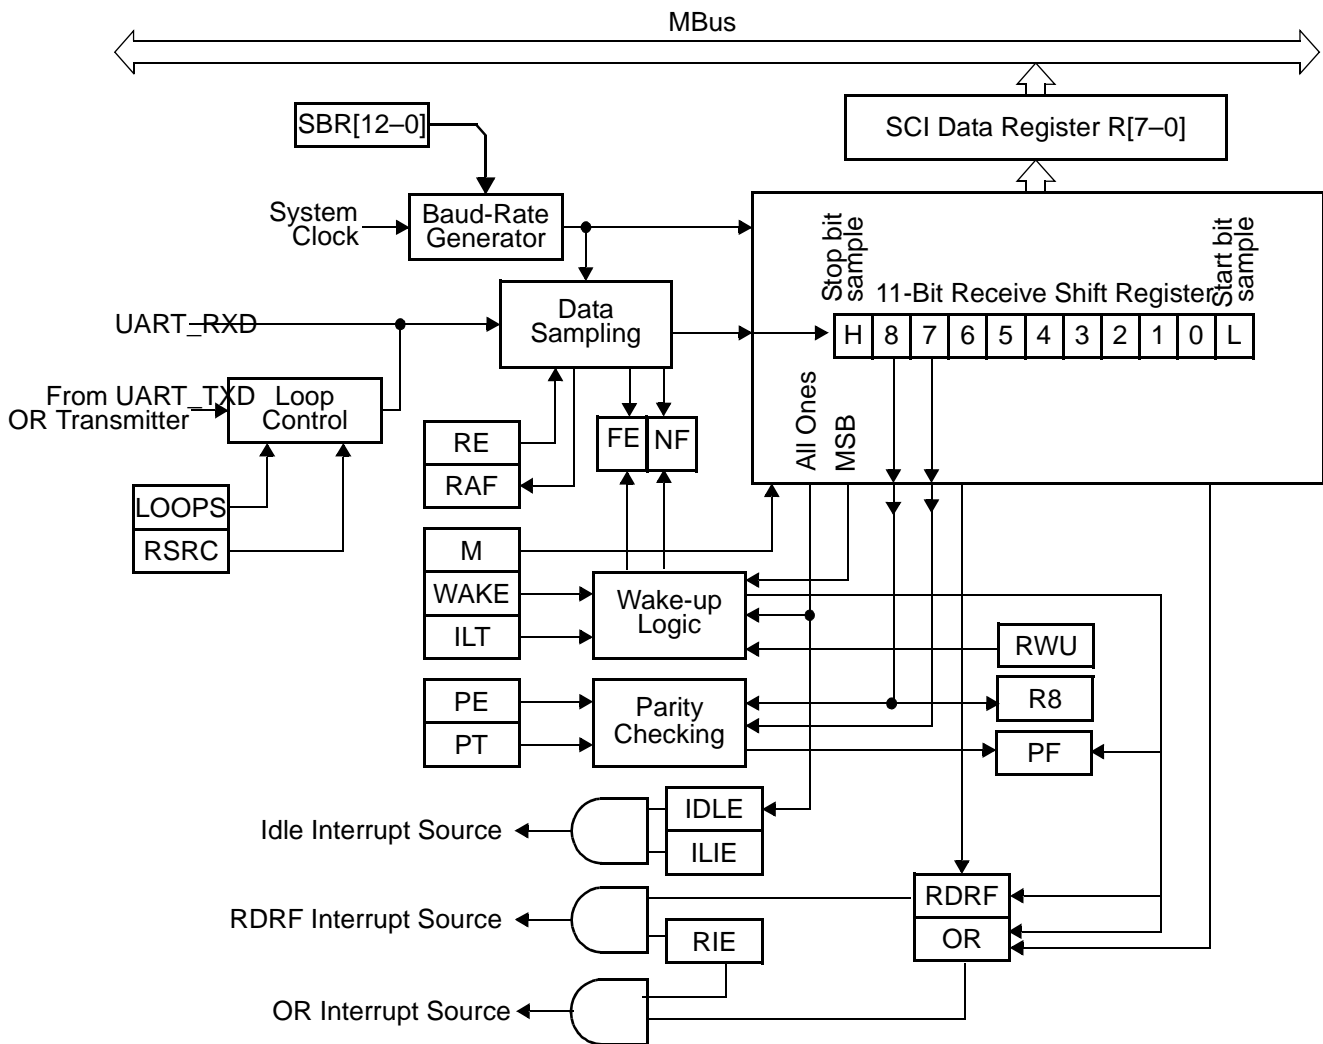 MBus
SCI Data Register R[7–0]
SBR[12–0]
System
Clock
Baud-Rate
Generator
Stop bit
sample
Start bit
sample
11-Bit Receive Shift Register
H 8 7 6 5 4 3 2 1 0 L
UART_RXD
Data
Sampling
From UART_TXD
OR Transmitter
Loop
Control
All Ones
MSB
RE
RAF
FE NF
LOOPS
RSRC
M
WAKE
ILT
Wake-up
Logic
RWU
PE
PT
Parity
Checking
R8
PF
Idle Interrupt Source
IDLE
ILIE
RDRF Interrupt Source
RIE
RDRF
OR
OR Interrupt Source